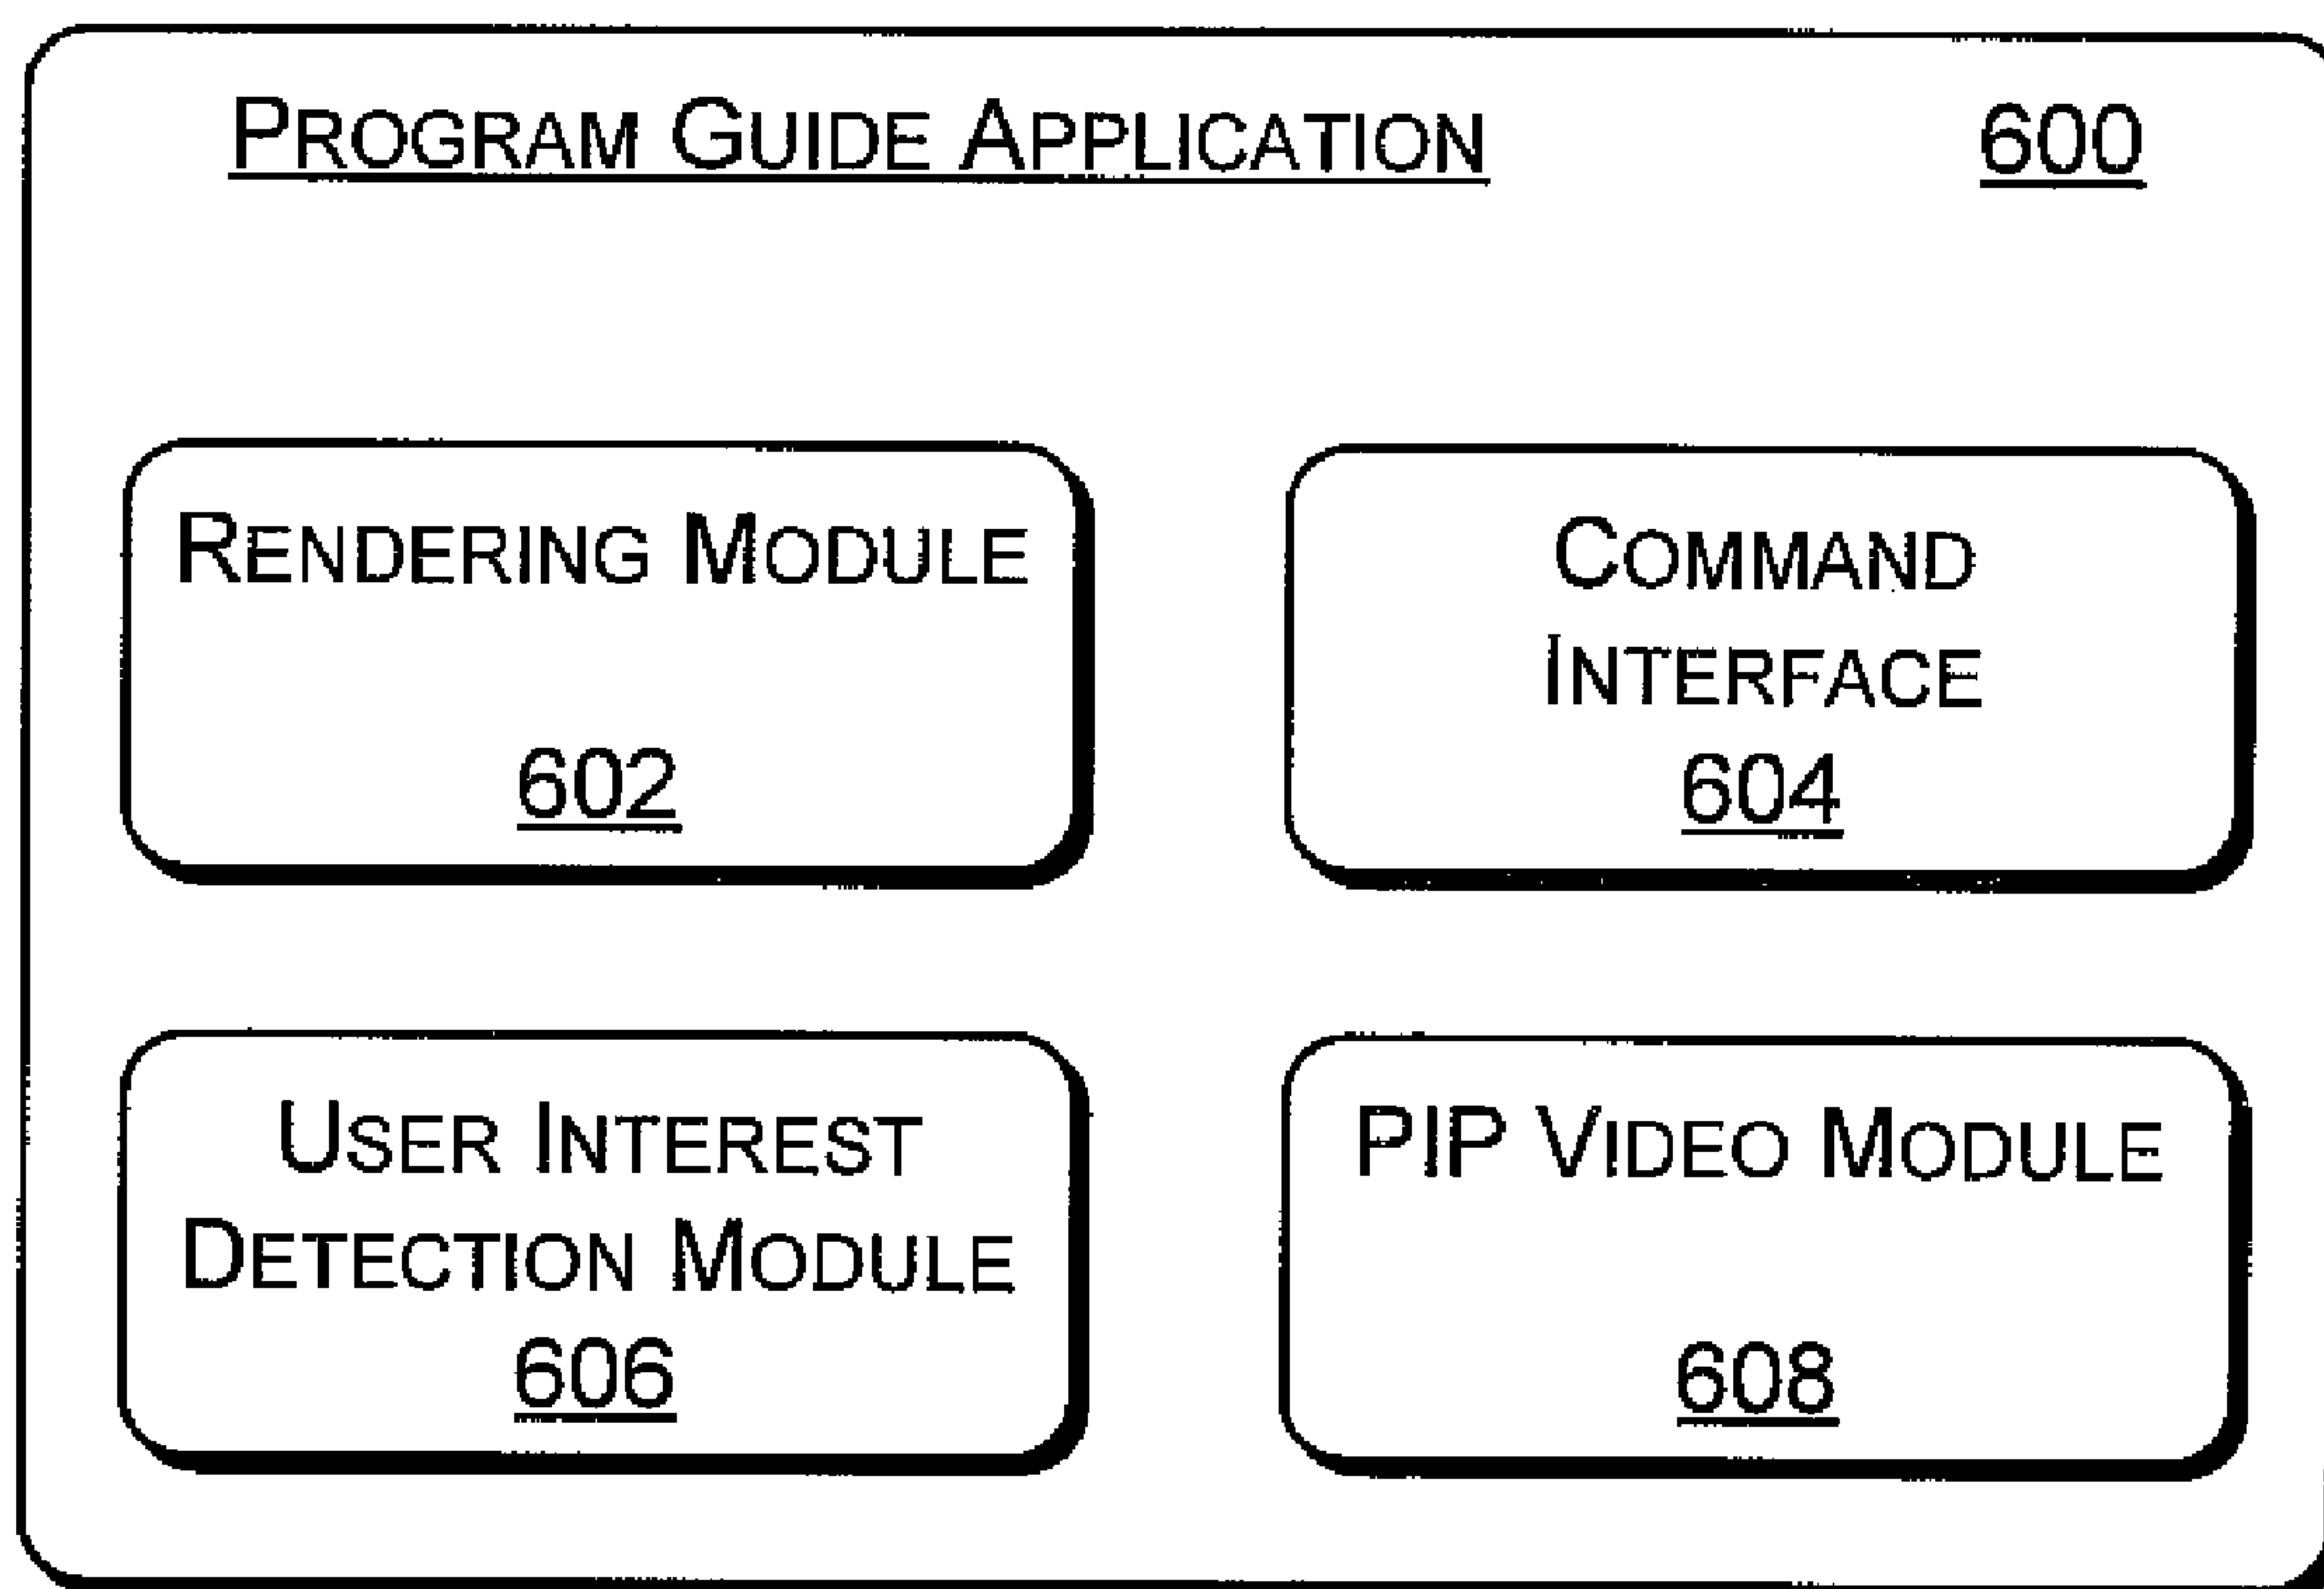 PROGRAM GUIDE APPLICATION 600
RENDERING MODULE
602
COMMAND
INTERFACE
604
USER INTEREST
DETECTION MODULE
606
PIP VIDEO MODULE
608